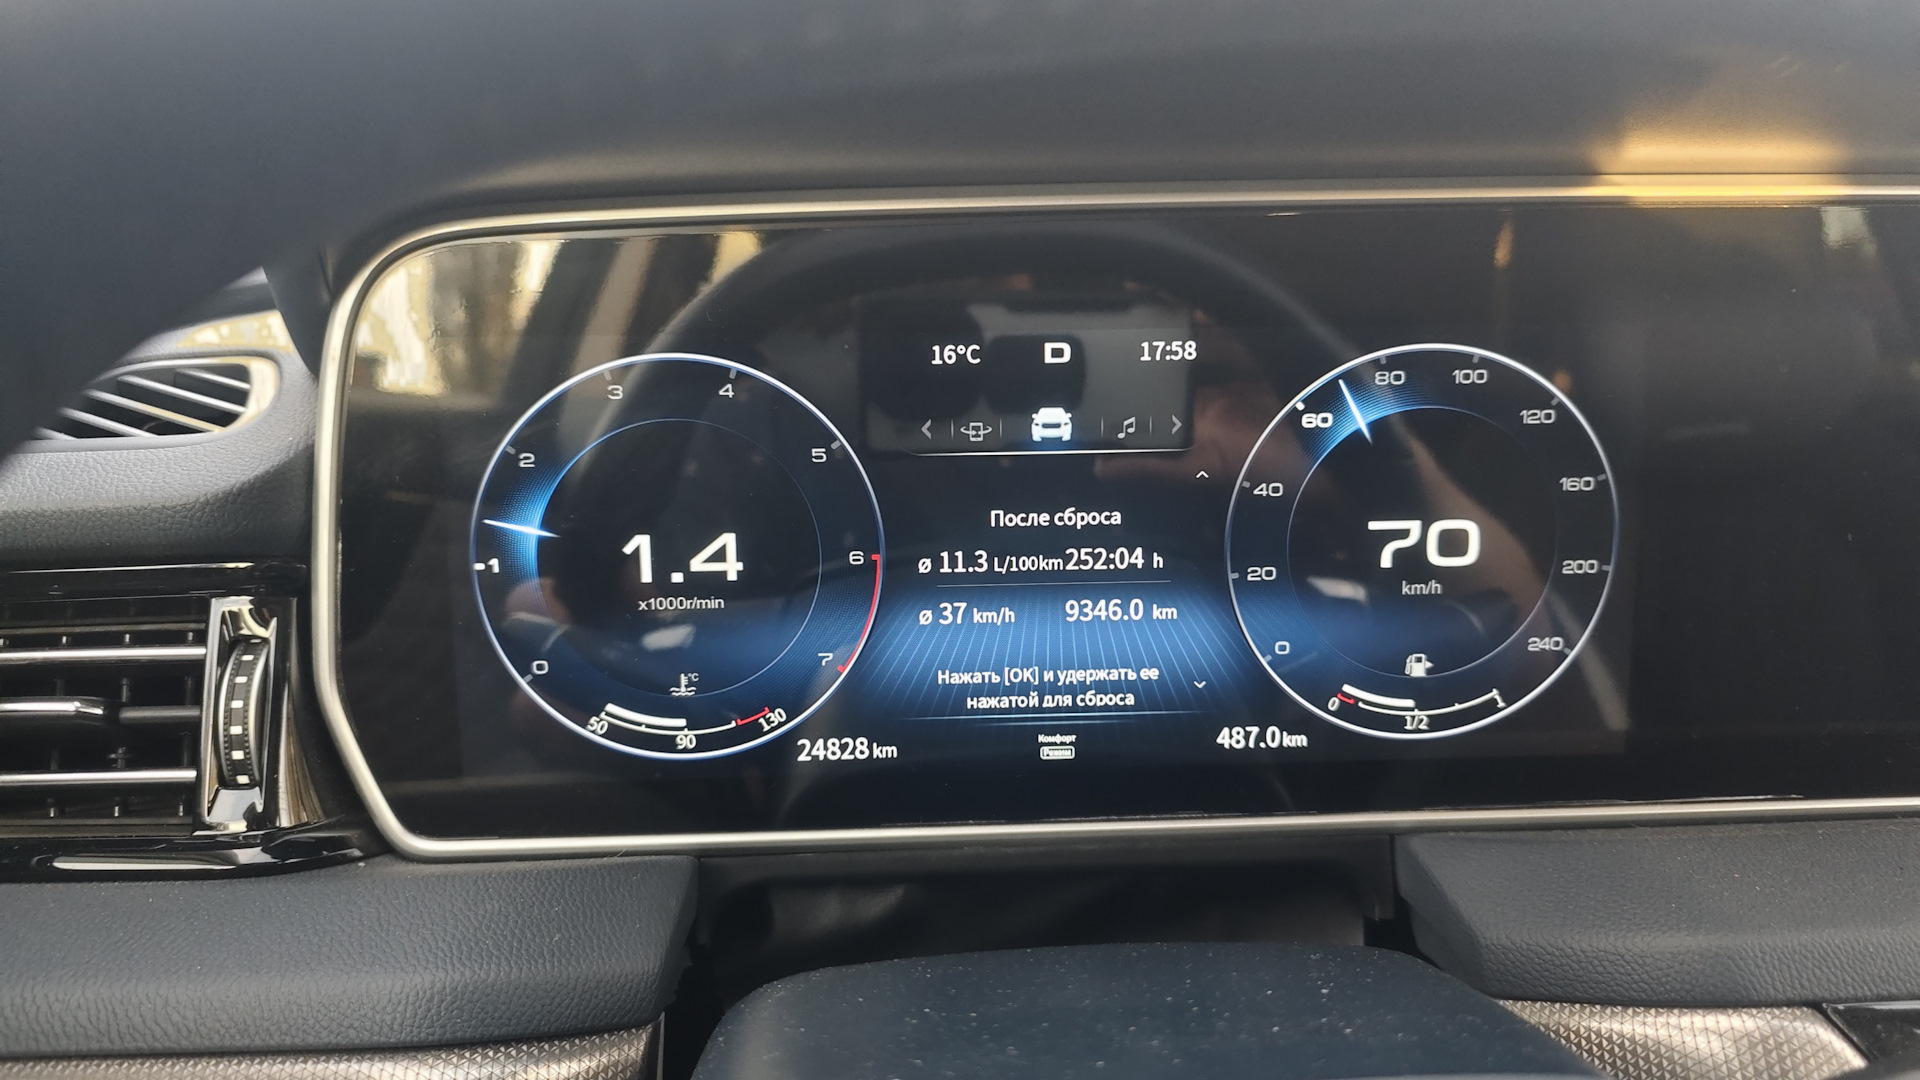 16°C D 17:58
После сброса
ø 11.3 L/100km 252:04 h
ø 37 km/h 9346.0 km
Нажать [OK] и удержать ее
нажатой для сброса
Комфорт
Режим
24828 km
487.0 km
0 1 2 3 4 5 6 7
1.4
x1000r/min
°C
50 90 130
0 20 40 60 80 100 120 160 200 240
70
km/h
0 1/2 1